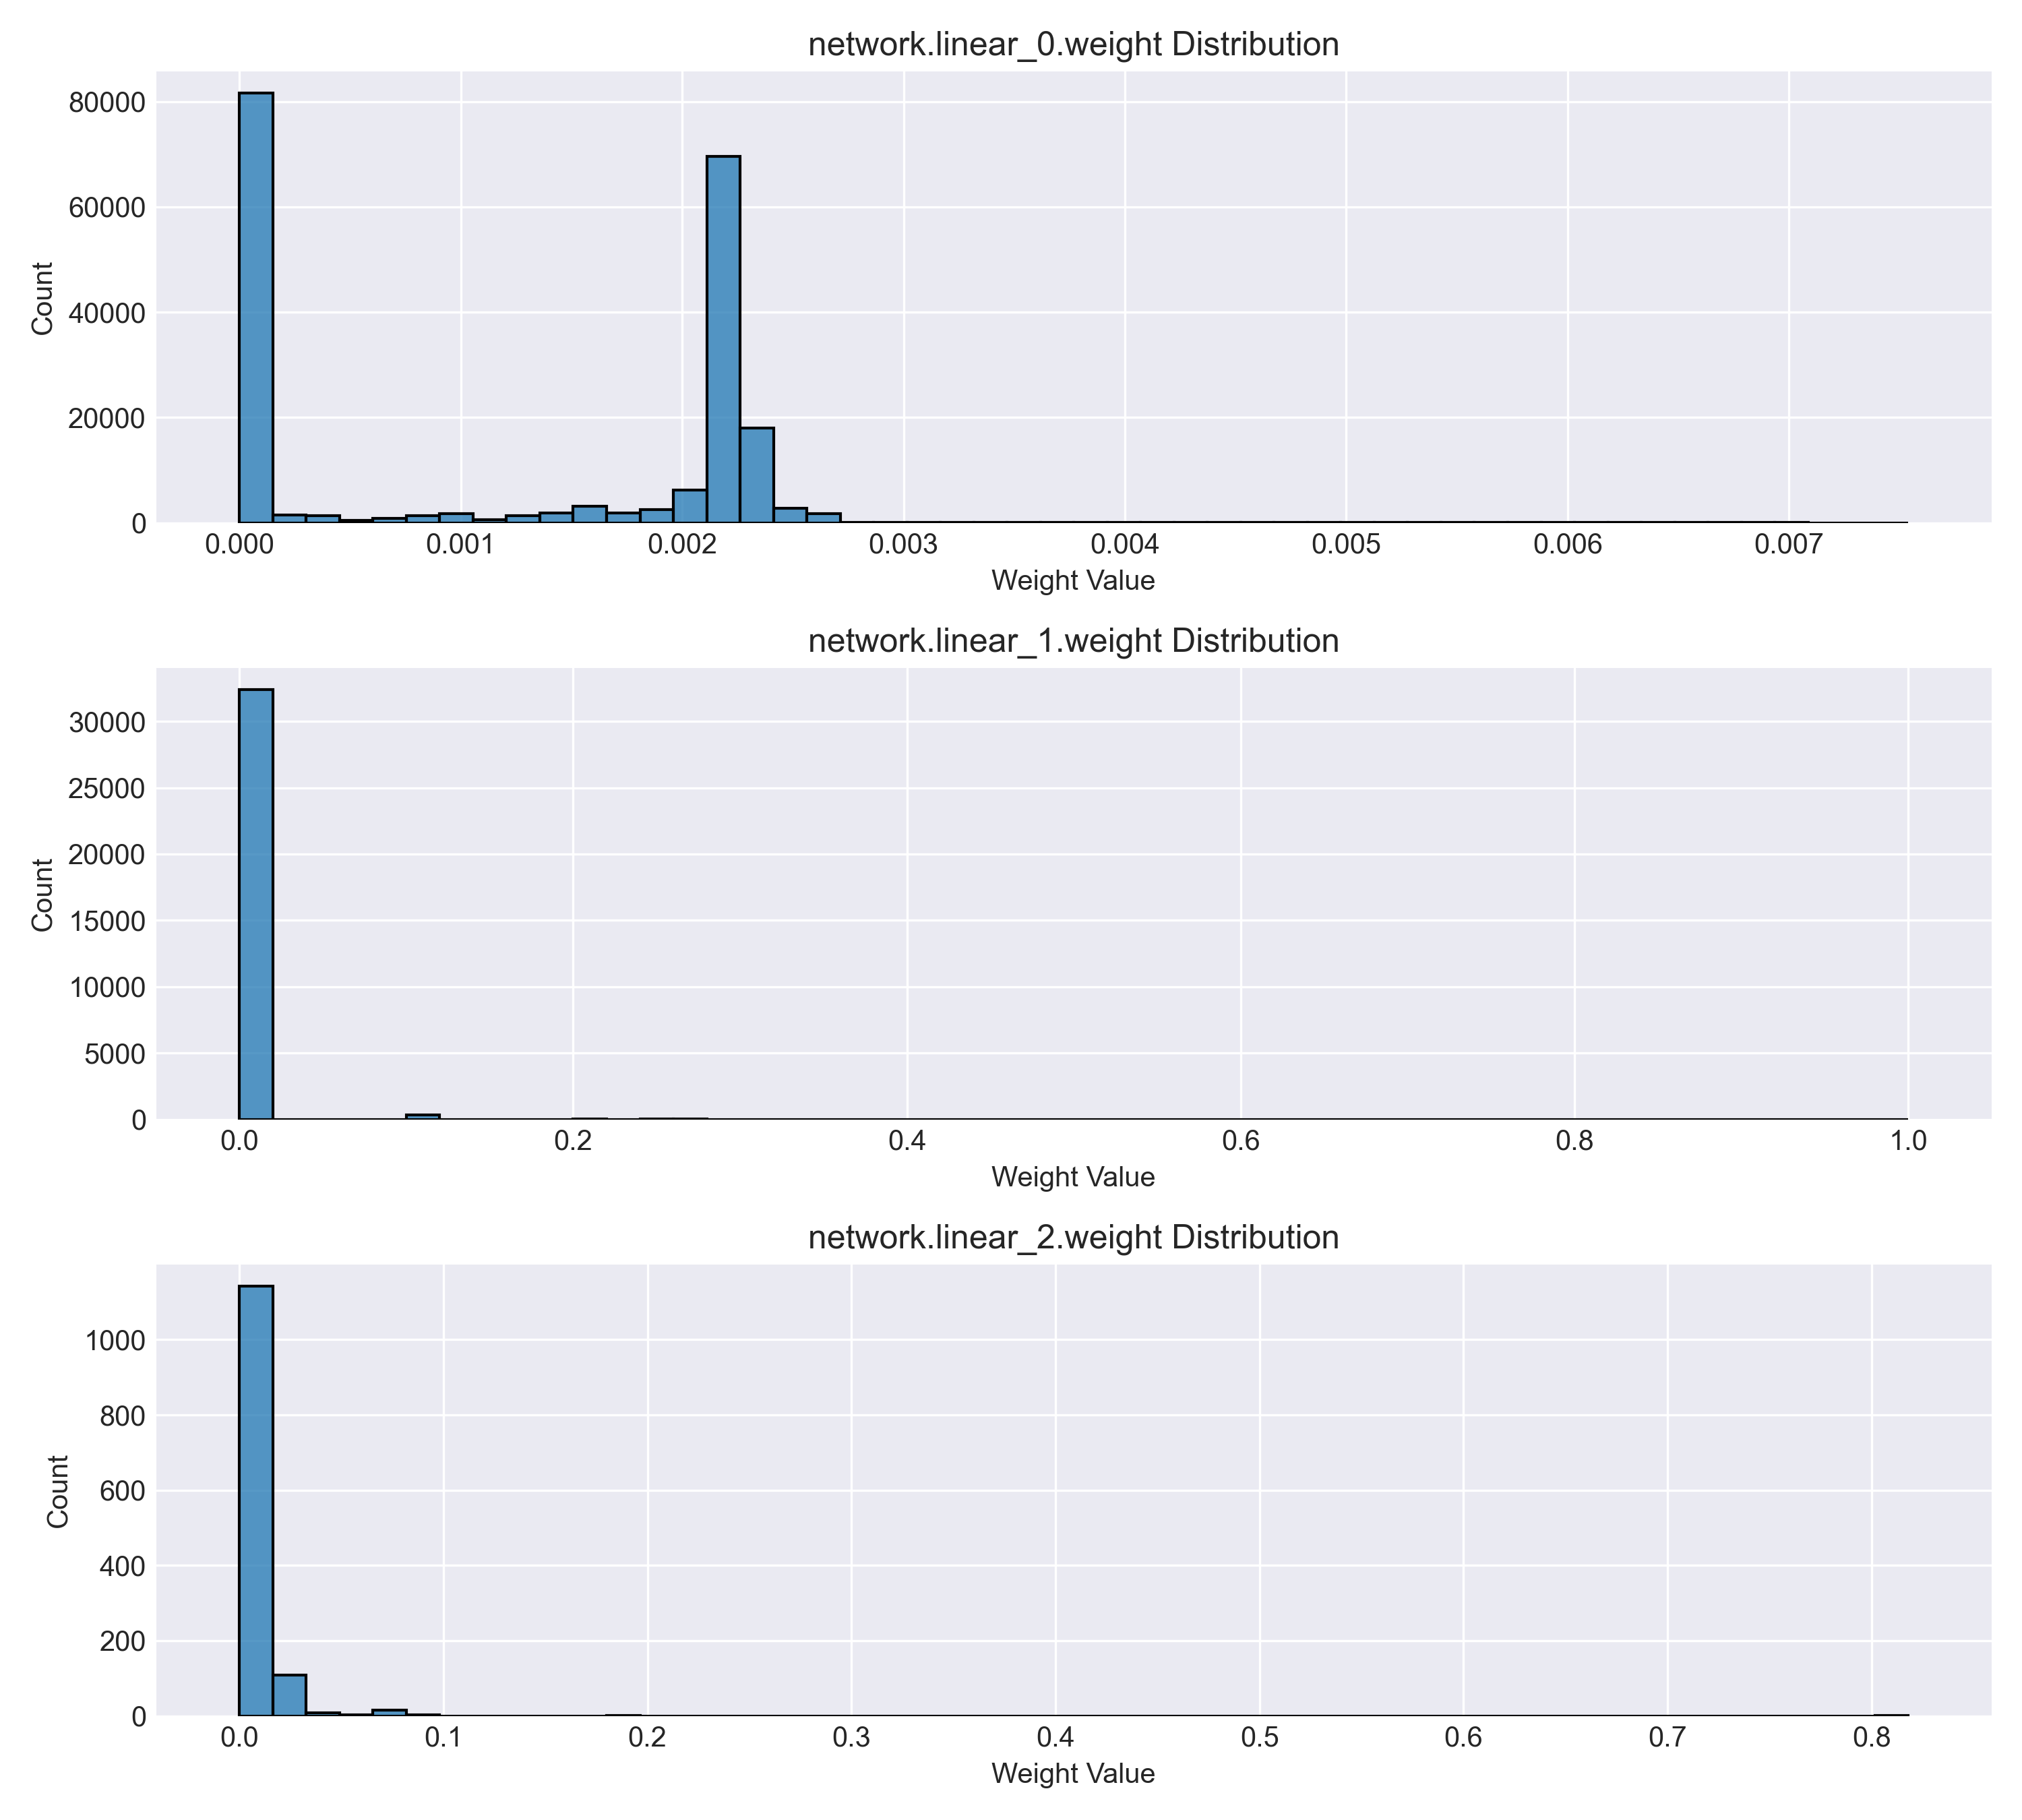 network.linear_0.weight Distribution
80000
60000
40000
20000
0
Count
0.000 0.001 0.002 0.003 0.004 0.005 0.006 0.007
Weight Value
network.linear_1.weight Distribution
30000
25000
20000
15000
10000
5000
0
Count
0.0 0.2 0.4 0.6 0.8 1.0
Weight Value
network.linear_2.weight Distribution
1000
800
600
400
200
0
Count
0.0 0.1 0.2 0.3 0.4 0.5 0.6 0.7 0.8
Weight Value